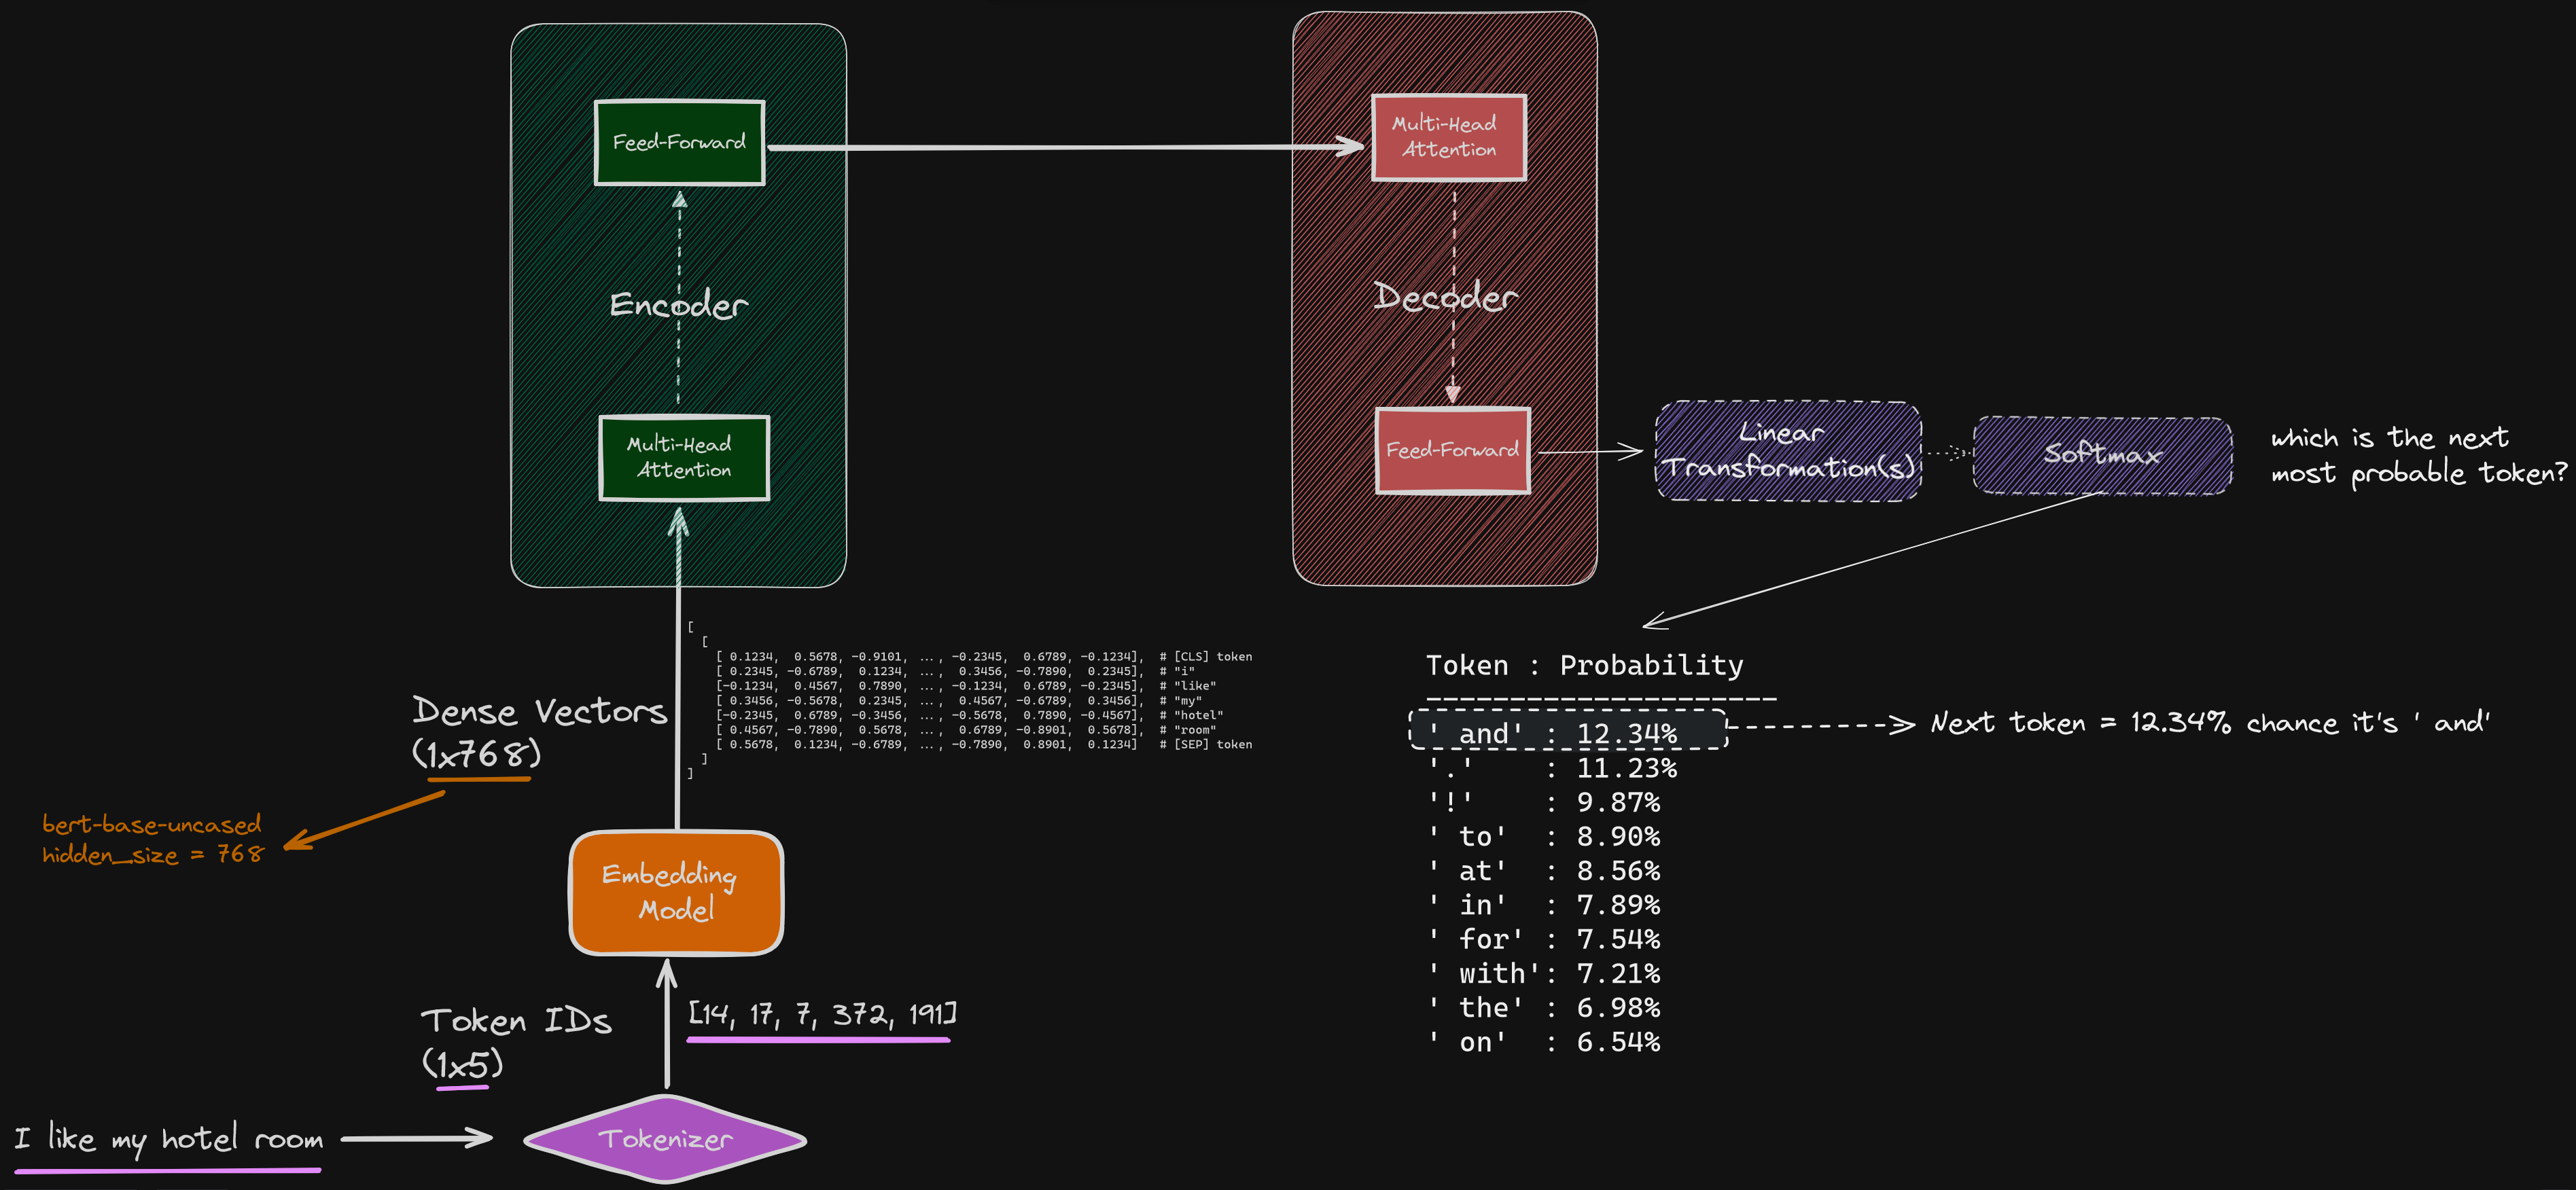 Feed-Forward
Encoder
Multi-Head
Attention
Multi-Head
Attention
Decoder
Feed-Forward
Linear
Transformation(s)
Softmax
which is the next
most probable token?
[
[
[ 0.1234, 0.5678, -0.9101, ..., -0.2345, 0.6789, -0.1234], # [CLS] token
[ 0.2345, -0.6789, 0.1234, ..., 0.3456, -0.7890, 0.2345], # "i"
[-0.1234, 0.4567, 0.7890, ..., -0.1234, 0.6789, -0.2345], # "like"
[ 0.3456, -0.5678, 0.2345, ..., 0.4567, -0.6789, 0.3456], # "my"
[-0.2345, 0.6789, -0.3456, ..., -0.5678, 0.7890, -0.4567], # "hotel"
[ 0.4567, -0.7890, 0.5678, ..., 0.6789, -0.8901, 0.5678], # "room"
[ 0.5678, 0.1234, -0.6789, ..., -0.7890, 0.8901, 0.1234] # [SEP] token
]
]
Dense Vectors
(1x768)
bert-base-uncased
hidden_size = 768
Embedding
Model
Token IDs
(1x5)
[14, 17, 7, 372, 191]
I like my hotel room
Tokenizer
Token : Probability
---------------------
' and' : 12.34%
'.' : 11.23%
'!' : 9.87%
' to' : 8.90%
' at' : 8.56%
' in' : 7.89%
' for' : 7.54%
' with': 7.21%
' the' : 6.98%
' on' : 6.54%
Next token = 12.34% chance it's ' and'